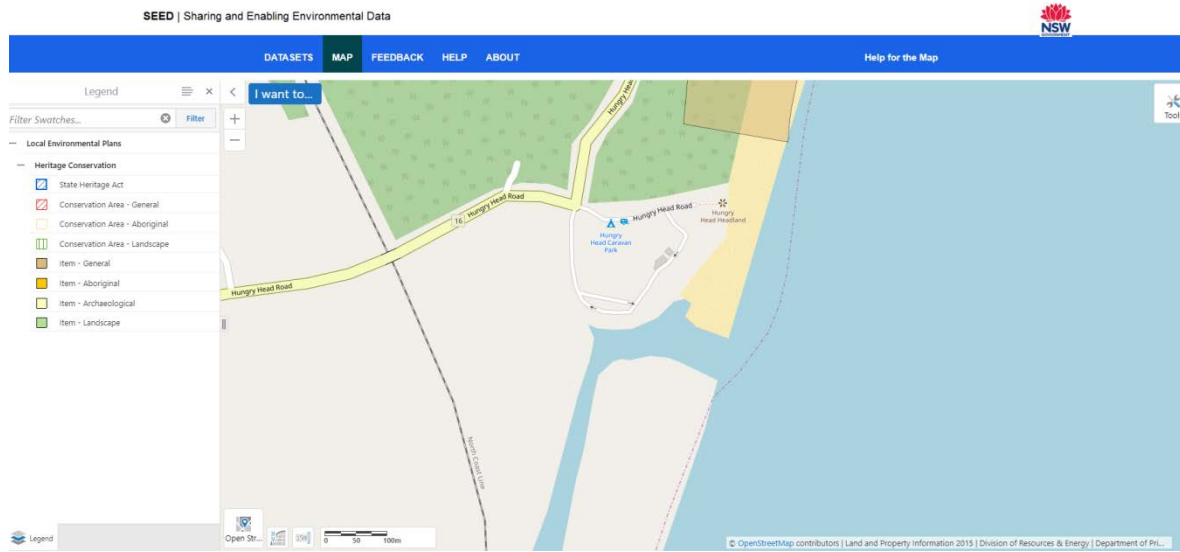 SEED | Sharing and Enabling Environmental Data
NSW
GOVERNMENT
DATASETS MAP FEEDBACK HELP ABOUT Help for the Map
Legend
I want to...
Tools
Filter Swatches... Filter
Local Environmental Plans
Heritage Conservation
State Heritage Act
Conservation Area - General
Conservation Area - Aboriginal
Conservation Area - Landscape
Item - General
Item - Aboriginal
Item - Archaeological
Item - Landscape
Hungry Head
16 Hungry Head Road
Hungry Head Road
Hungry
Head Headland
Hungry
Head Caravan
Park
Hungry Head Road
North Coast Line
Legend
Open Str...
0 50 100m
© OpenStreetMap contributors | Land and Property Information 2015 | Division of Resources & Energy | Department of Pri...